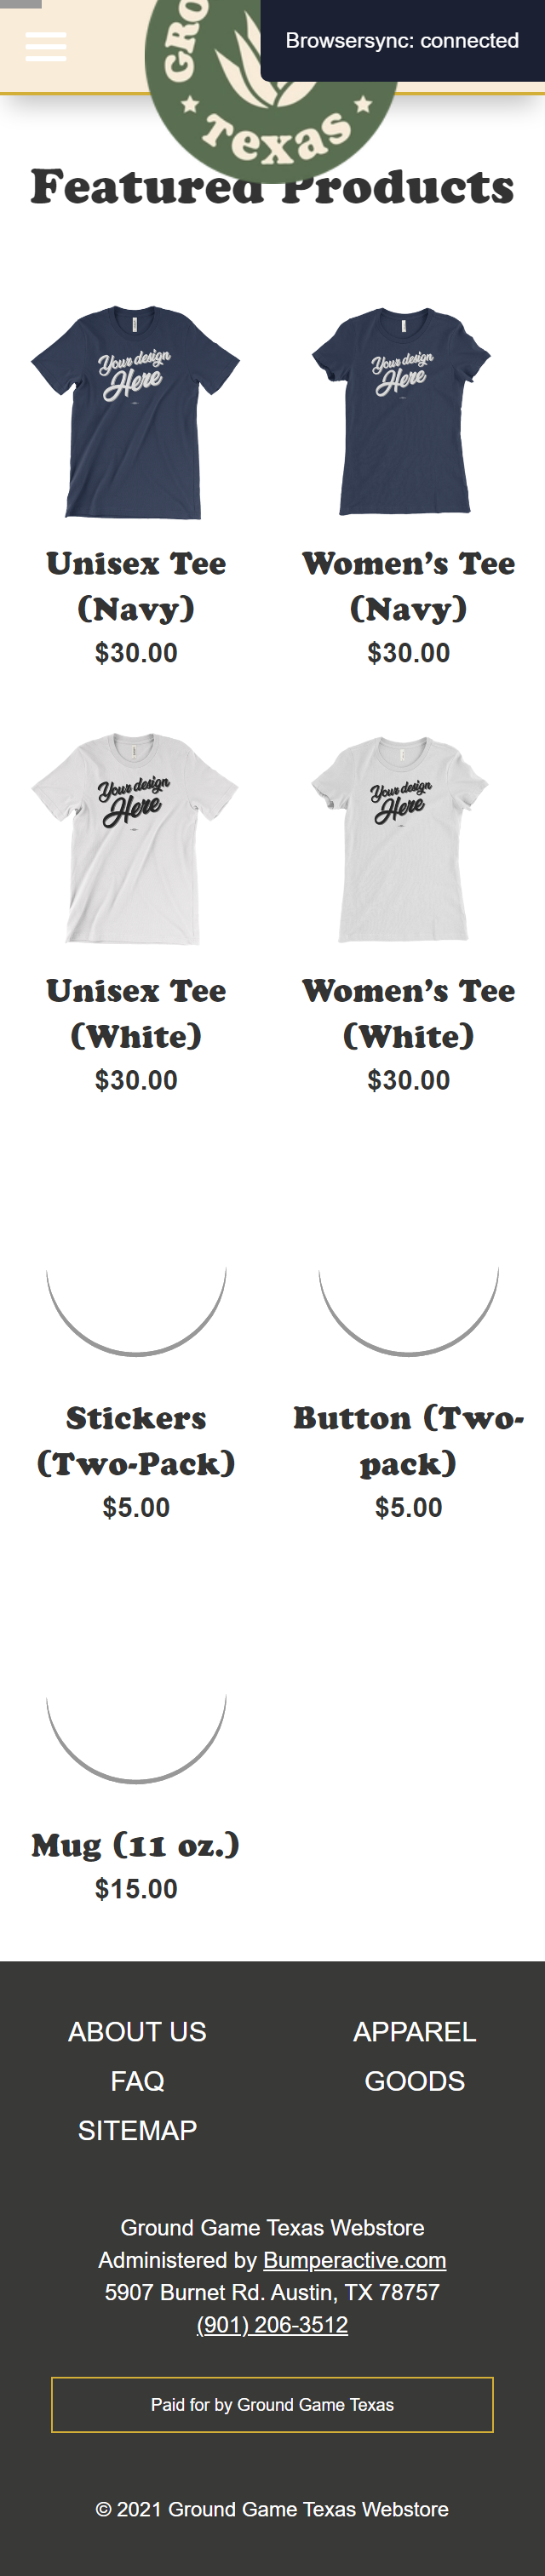 GRO
Browsersync: connected
Texas
Featured Products
Your design
Here
Your design
Here
Unisex Tee
(Navy)
$30.00
Women’s Tee
(Navy)
$30.00
Your design
Here
Your design
Here
Unisex Tee
(White)
$30.00
Women’s Tee
(White)
$30.00
Stickers
(Two-Pack)
$5.00
Button (Two-
pack)
$5.00
Mug (11 oz.)
$15.00
ABOUT US
FAQ
SITEMAP
APPAREL
GOODS
Ground Game Texas Webstore
Administered by Bumperactive.com
5907 Burnet Rd. Austin, TX 78757
(901) 206-3512
Paid for by Ground Game Texas
© 2021 Ground Game Texas Webstore